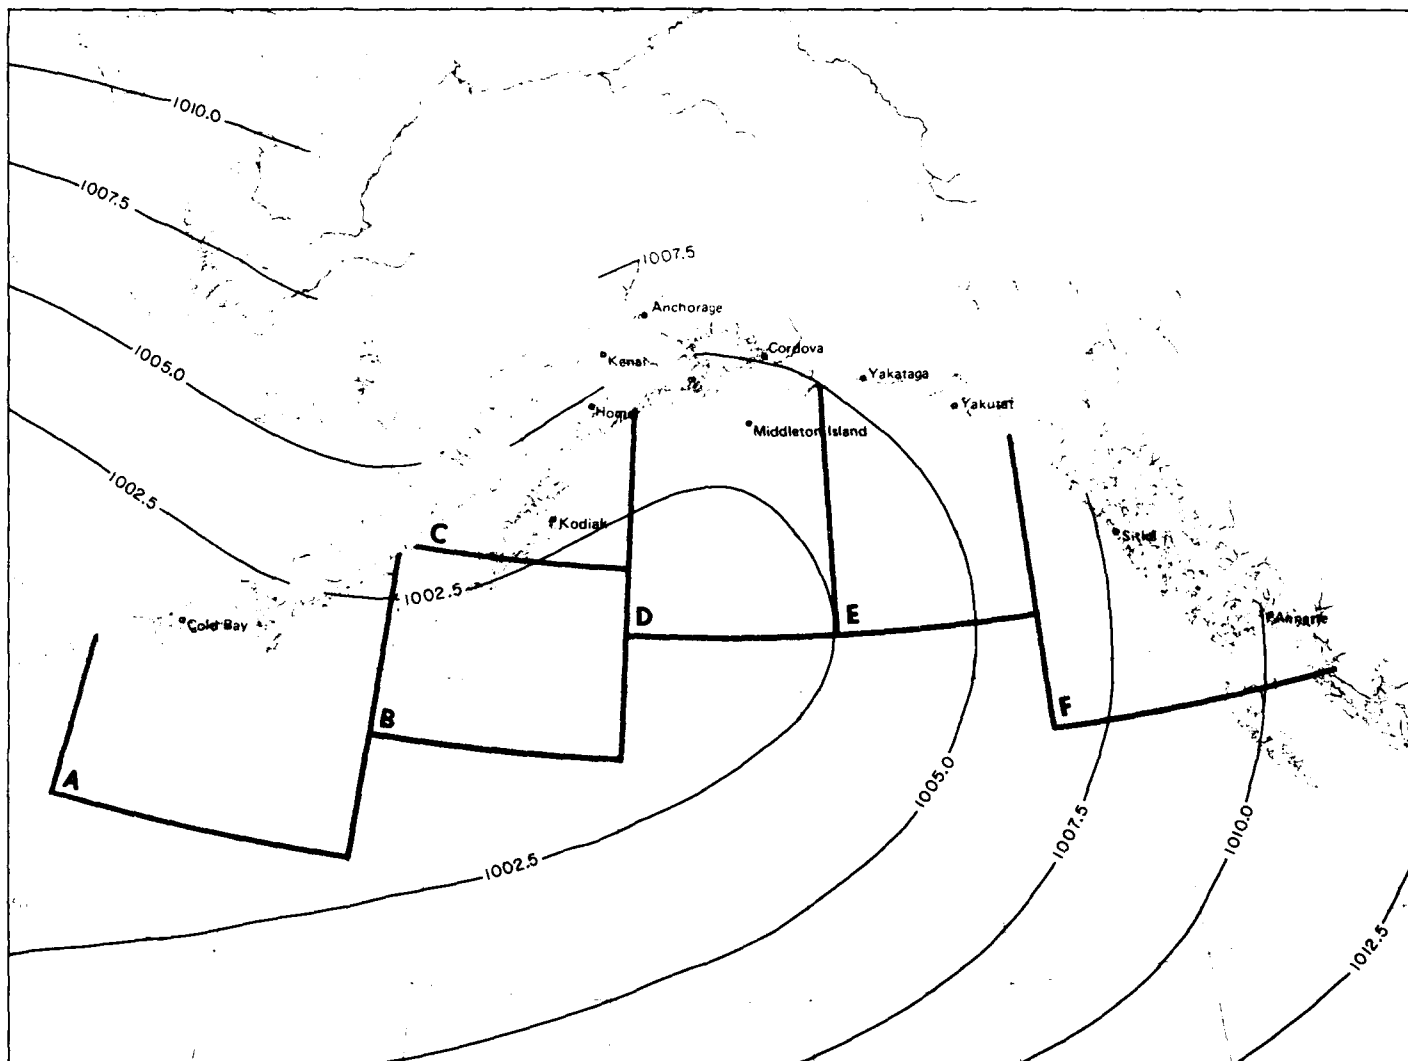 1010.0
1007.5
1007.5
Anchorage
1005.0
Kenai
Cordova
Yakataga
Homer
Yakutat
Middleton Island
1002.5
C
Kodiak
Sitka
1002.5
Cold Bay
D
E
Annette
B
F
A
1005.0
1007.5
1010.0
1002.5
1012.5